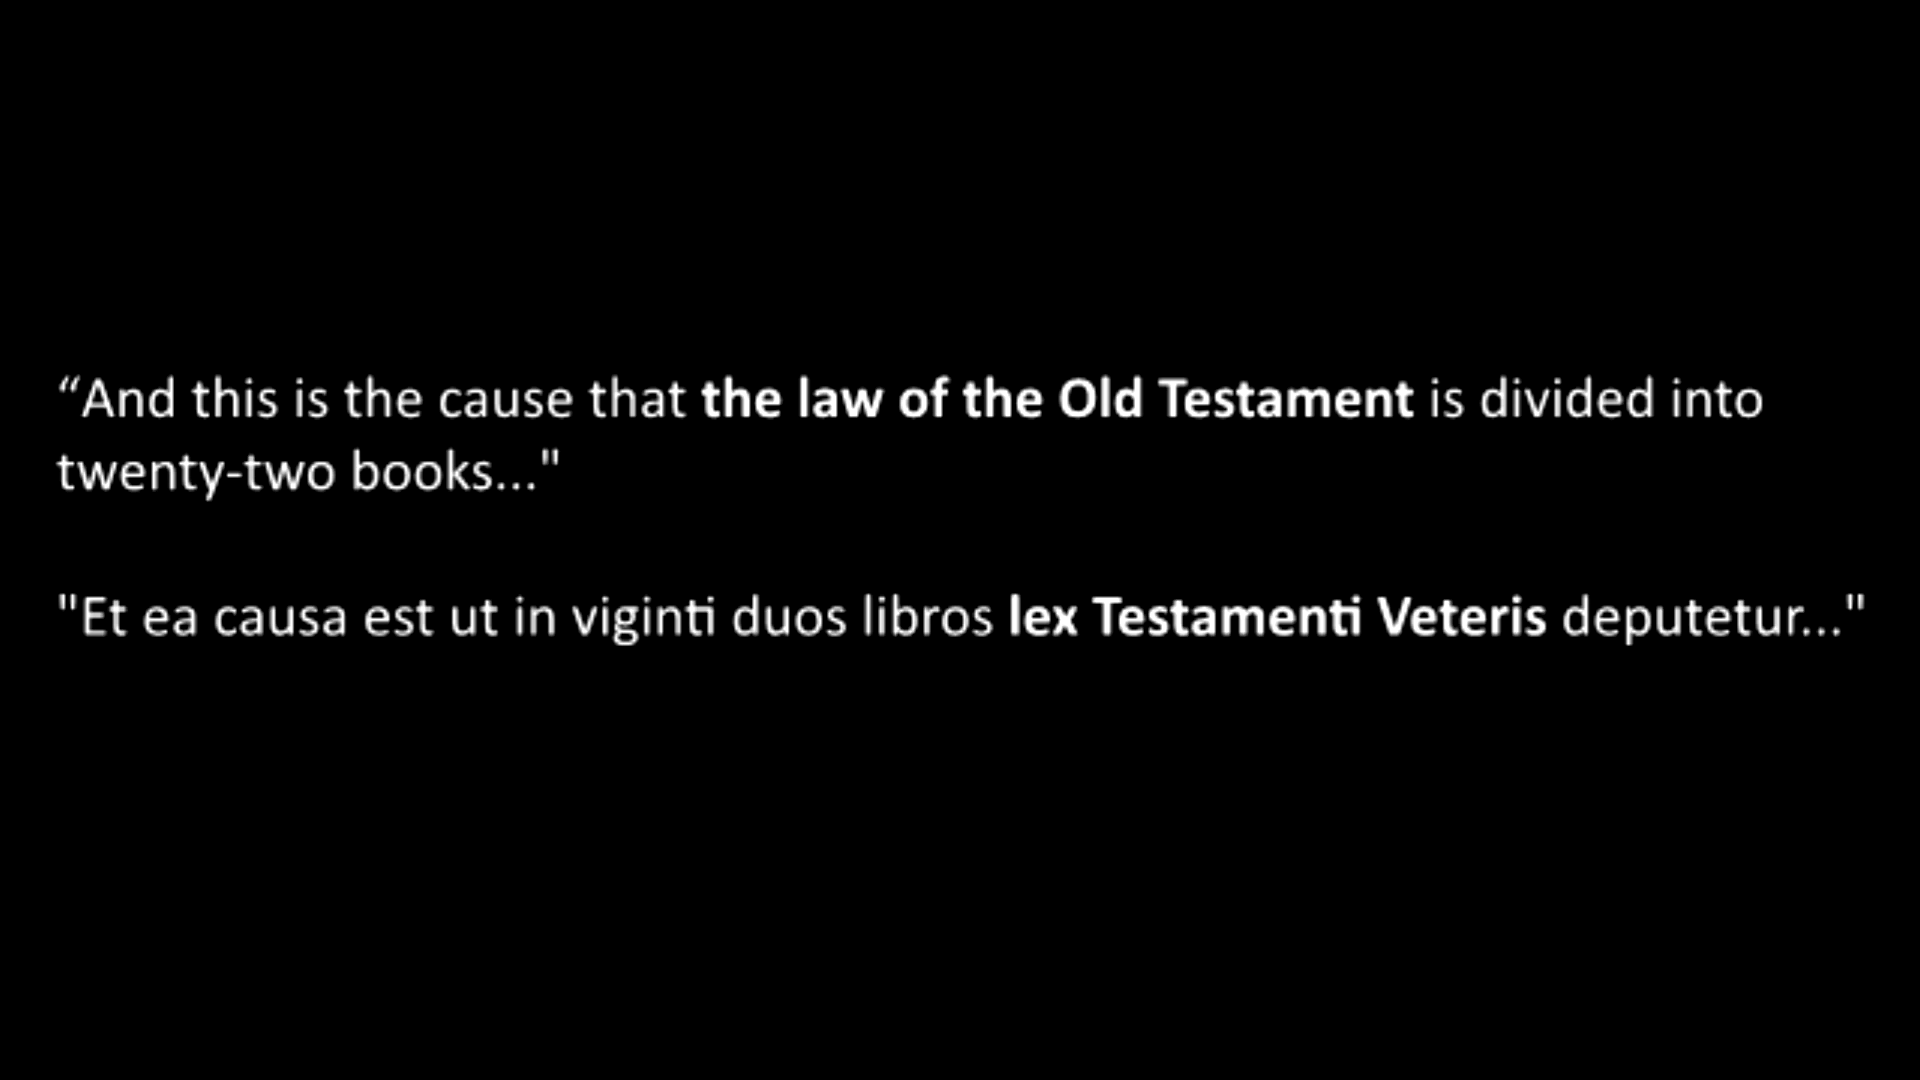 “And this is the cause that the law of the Old Testament is divided into
twenty-two books..."
"Et ea causa est ut in viginti duos libros lex Testamenti Veteris deputetur..."